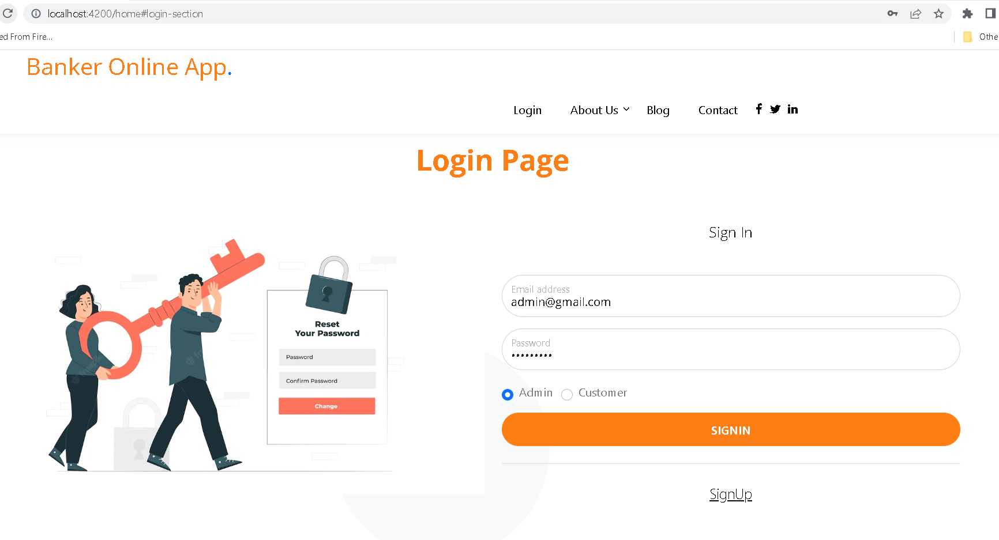 localhost:4200/home#login-section
ed From Fire...
Othe
Banker Online App.
Login About Us Blog Contact
Login Page
Sign In
Email address
admin@gmail.com
Password
•••••••••
Admin Customer
SIGNIN
SignUp
Reset
Your Password
Password
Confirm Password
Change